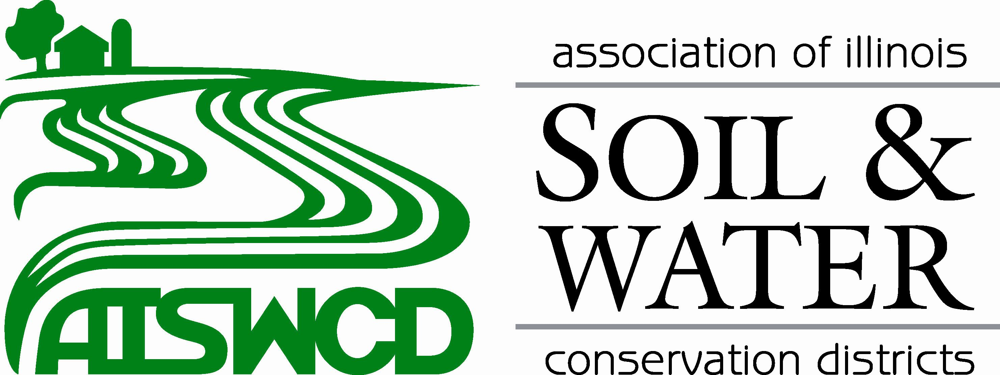 AISWCD
association of illinois
SOIL &
WATER
conservation districts